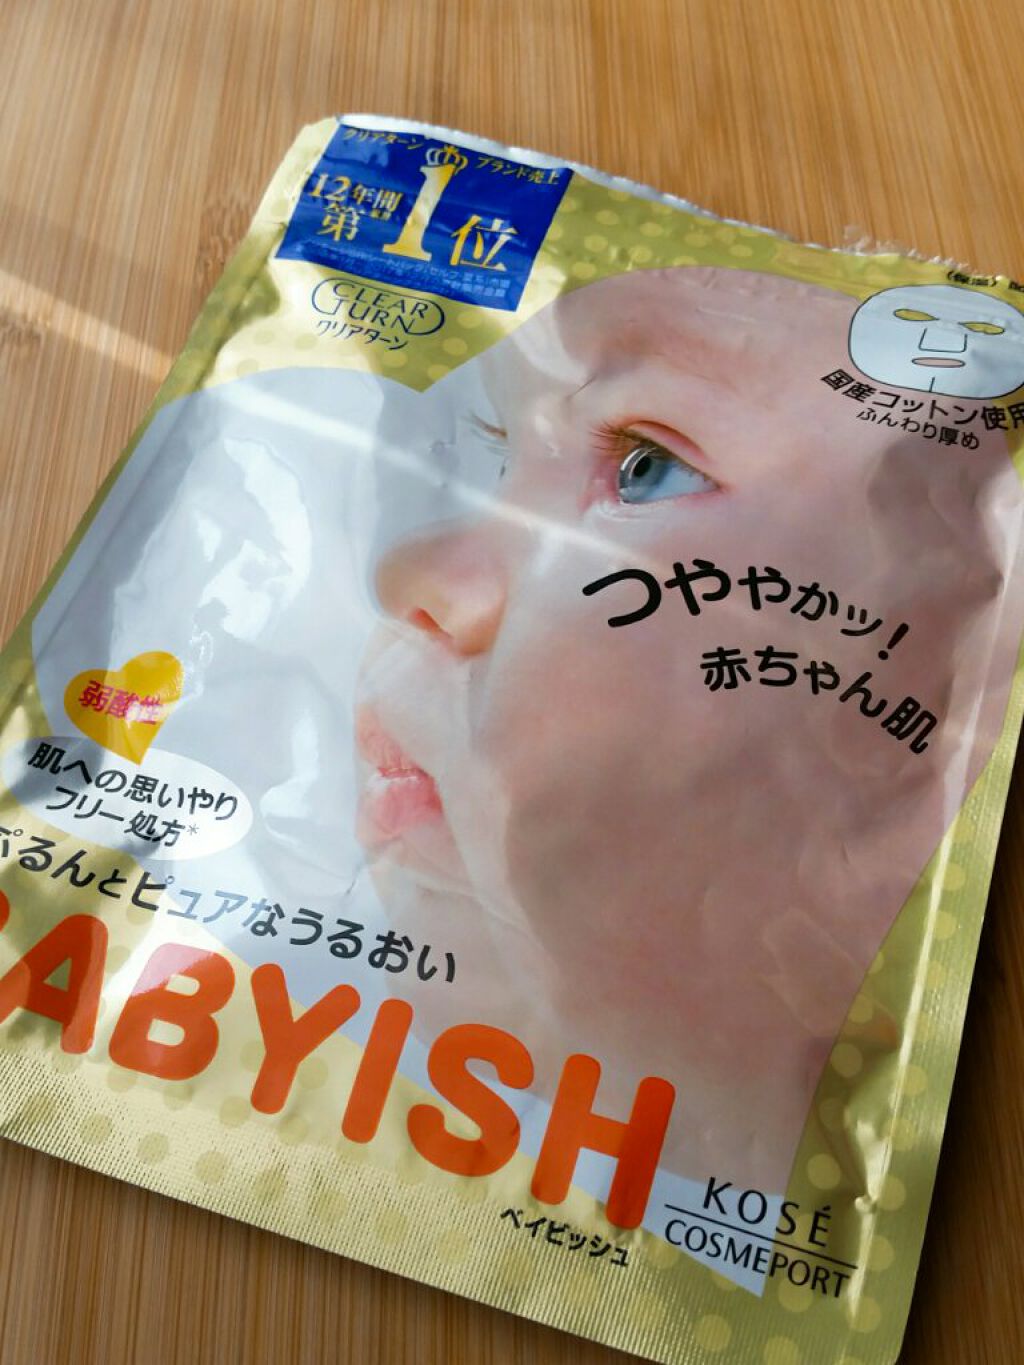 クリアターン
ブランド売上
12年間
第1位
CLEAR
TURN
クリアターン
国産コットン使用
ふんわり厚め
つややかッ!
赤ちゃん肌
弱酸性
肌への思いやり
フリー処方*
ぷるんとピュアなうるおい
BABYISH
ベイビッシュ
KOSÉ
COSMEPORT